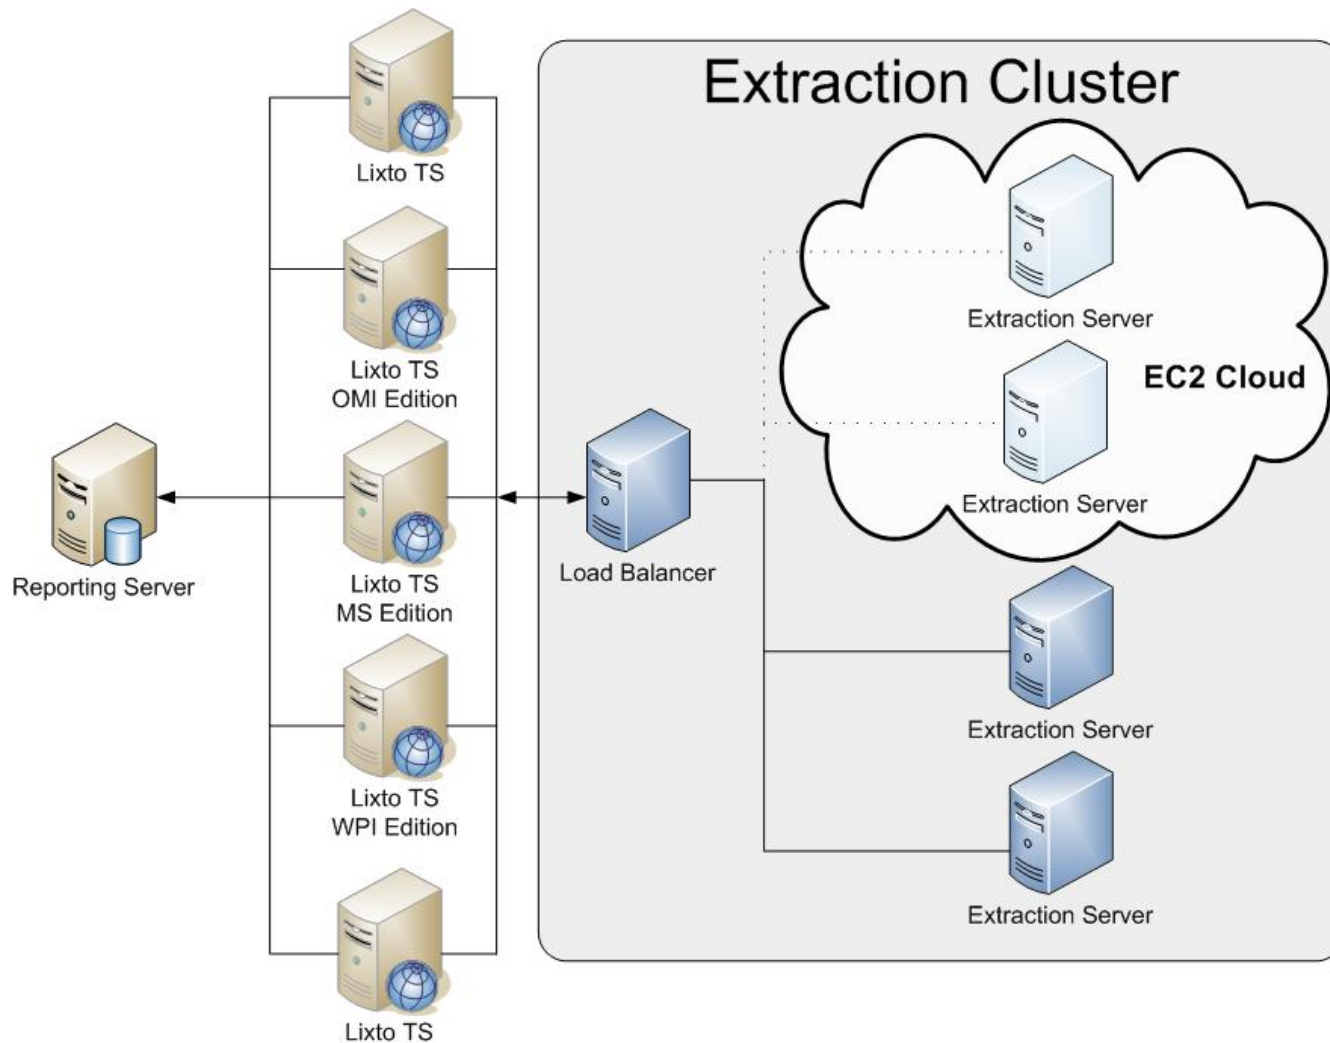 Extraction Cluster
Lixto TS
Lixto TS
OMI Edition
Lixto TS
MS Edition
Lixto TS
WPI Edition
Lixto TS
Reporting Server
Load Balancer
Extraction Server
EC2 Cloud
Extraction Server
Extraction Server
Extraction Server